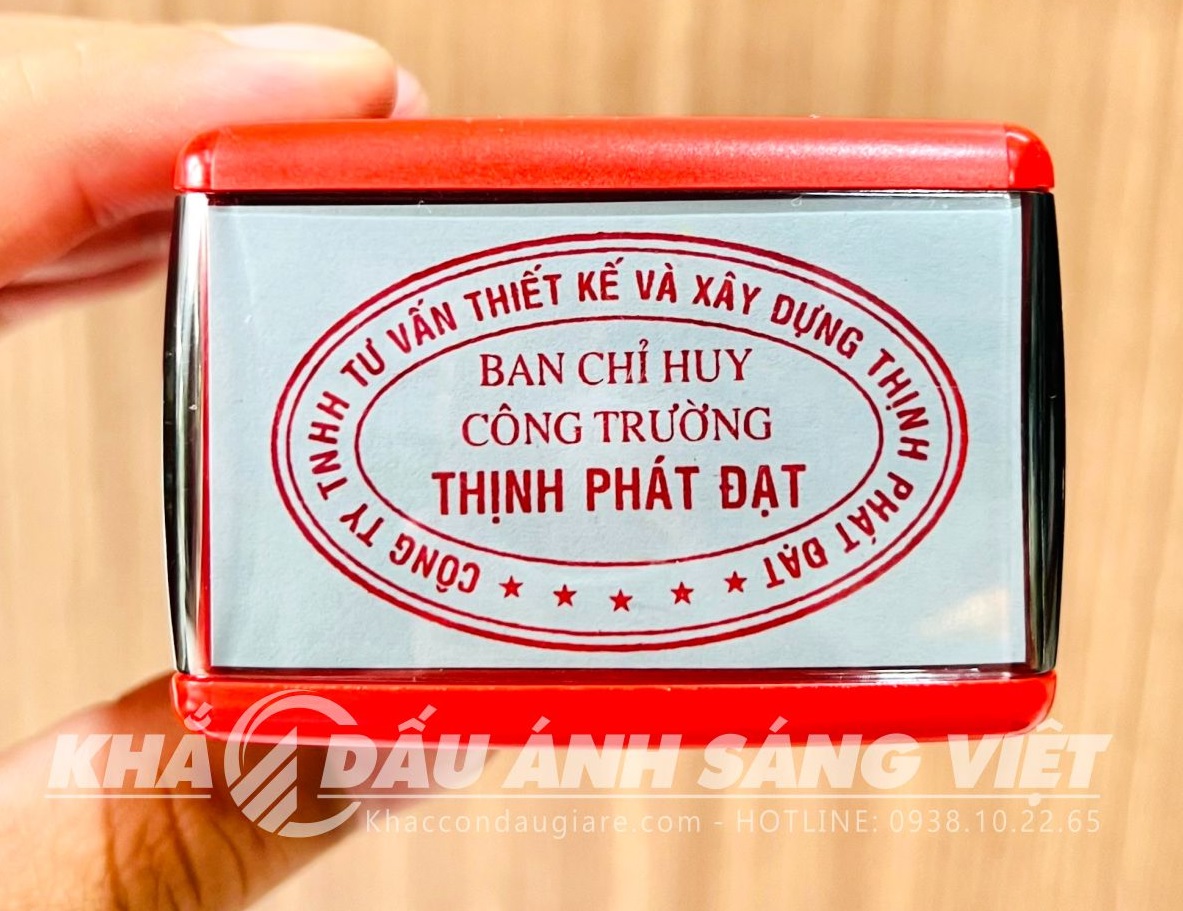 CÔNG TY TNHH TƯ VẤN THIẾT KẾ VÀ XÂY DỰNG THỊNH PHÁT ĐẠT
BAN CHỈ HUY
CÔNG TRƯỜNG
THỊNH PHÁT ĐẠT
KHẮC DẤU ÁNH SÁNG VIỆT
Khaccondaugiare.com - HOTLINE: 0938.10.22.65